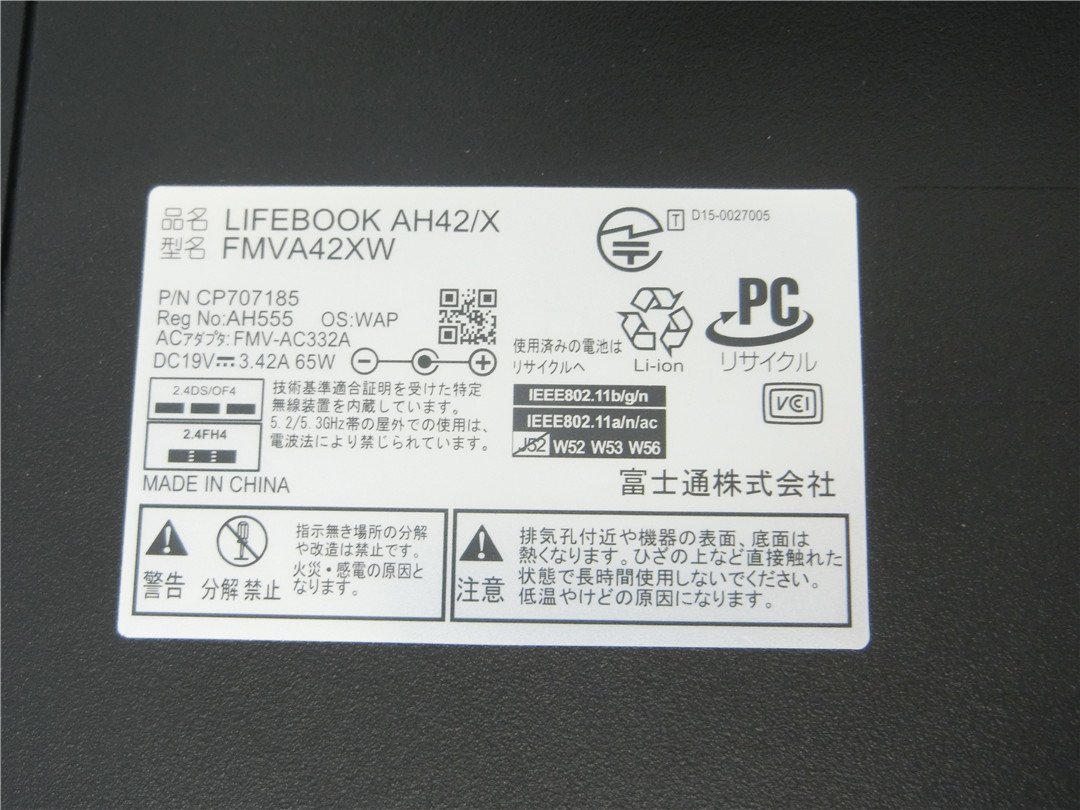 品名 LIFEBOOK AH42/X
型名 FMVA42XW
T D15-0027005
P/N CP707185
Reg No:AH555 OS:WAP
ACアダプタ: FMV-AC332A
DC19V 3.42A 65W
使用済みの電池は
リサイクルへ
Li-ion
PC
リサイクル
2.4DS/OF4
2.4FH4
技術基準適合証明を受けた特定
無線装置を内蔵しています。
5.2/5.3GHz帯の屋外での使用は、
電波法により禁じられています。
IEEE802.11b/g/n
IEEE802.11a/n/ac
J52 W52 W53 W56
VCI
MADE IN CHINA
富士通株式会社
警告
分解禁止
指示無き場所の分解
や改造は禁止です。
火災・感電の原因と
なります。
注意
排気孔付近や機器の表面、底面は
熱くなります。ひざの上など直接触れた
状態で長時間使用しないでください。
低温やけどの原因になります。